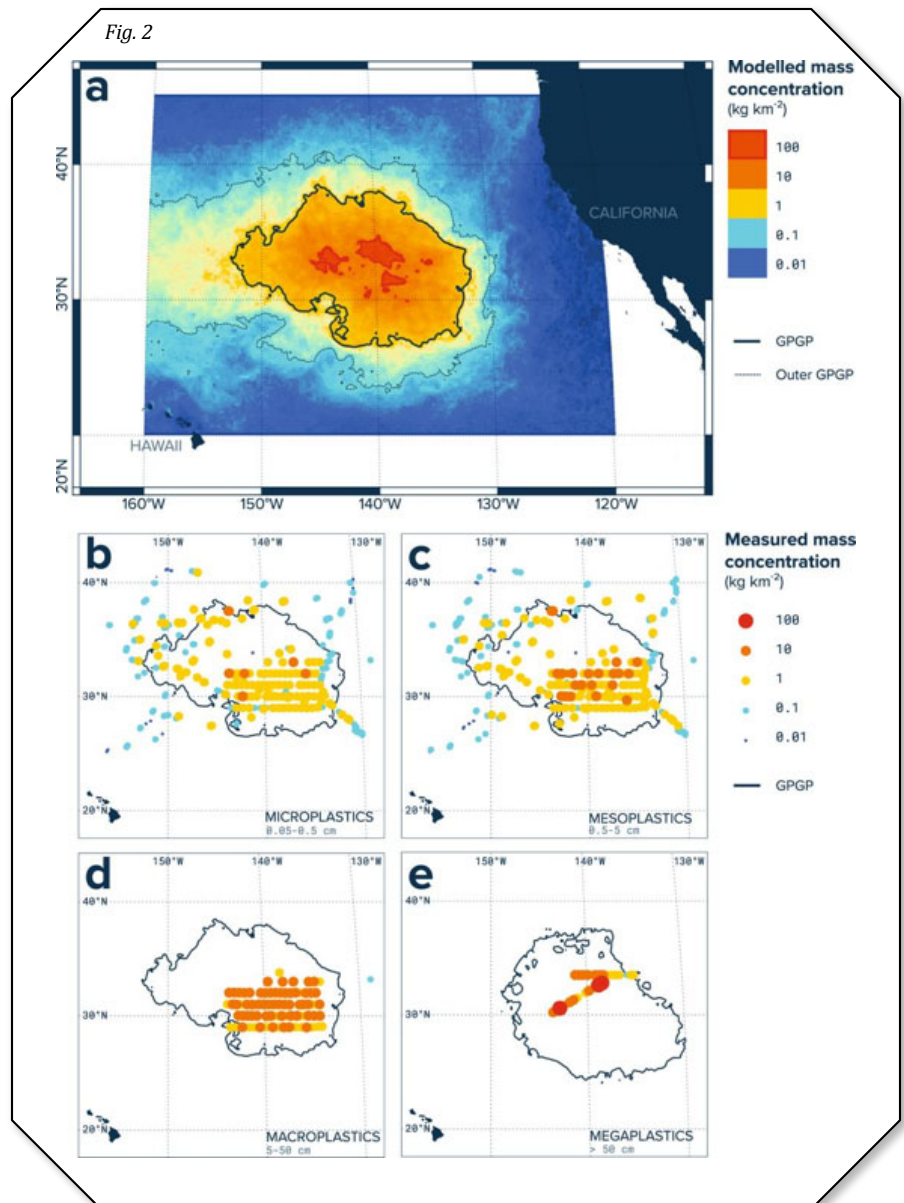 Fig. 2
a
Modelled mass
concentration
(kg km-2)
100
10
1
0.1
0.01
GPGP
Outer GPGP
40°N
30°N
20°N
CALIFORNIA
HAWAII
160°W 150°W 140°W 130°W 120°W
b
150°W 140°W 130°W
40°N
30°N
20°N
MICROPLASTICS
0.05-0.5 cm
c
150°W 140°W 130°W
40°N
30°N
20°N
MESOPLASTICS
0.5-5 cm
Measured mass
concentration
(kg km-2)
100
10
1
0.1
0.01
GPGP
d
150°W 140°W 130°W
40°N
30°N
20°N
MACROPLASTICS
5-50 cm
e
150°W 140°W 130°W
40°N
30°N
20°N
MEGAPLASTICS
> 50 cm